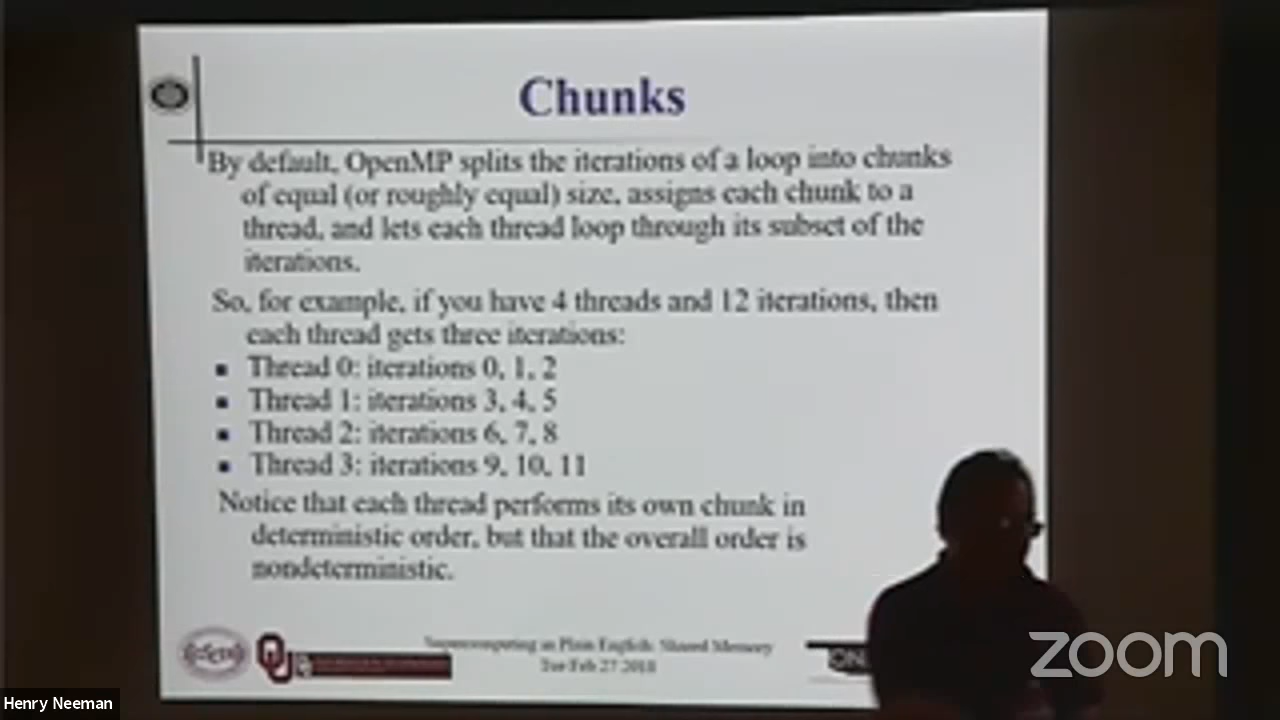 Chunks
By default, OpenMP splits the iterations of a loop into chunks
of equal (or roughly equal) size, assigns each chunk to a
thread, and lets each thread loop through its subset of the
iterations.
So, for example, if you have 4 threads and 12 iterations, then
each thread gets three iterations:
Thread 0: iterations 0, 1, 2
Thread 1: iterations 3, 4, 5
Thread 2: iterations 6, 7, 8
Thread 3: iterations 9, 10, 11
Notice that each thread performs its own chunk in
deterministic order, but that the overall order is
nondeterministic.
Supercomputing in Plain English: Shared Memory
Tue Feb 27 2018
zoom
Henry Neeman